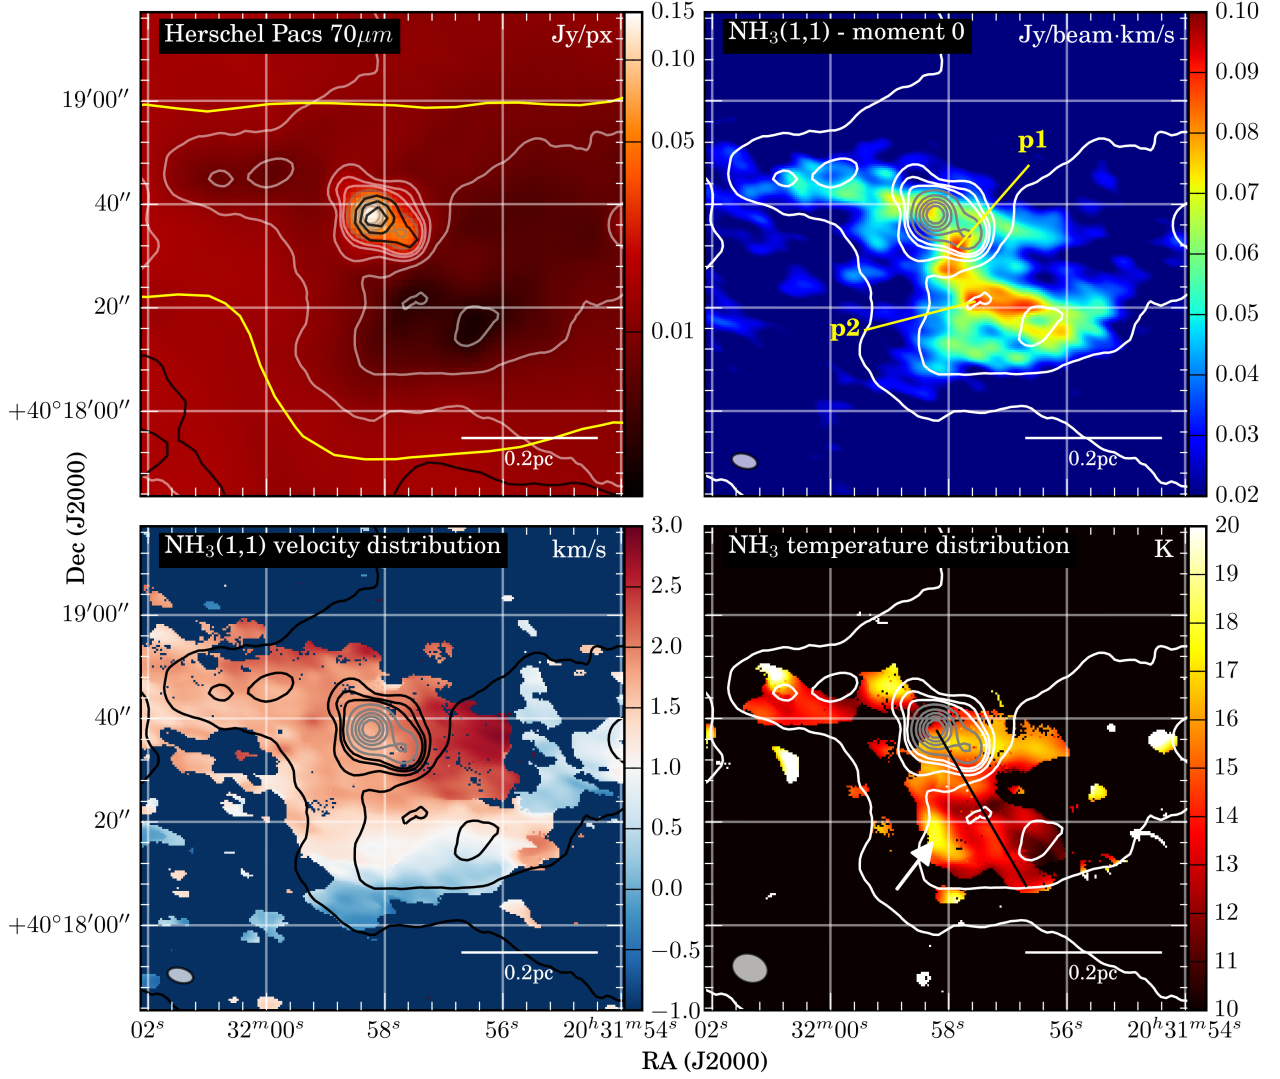 Herschel Pacs 70μm Jy/px
0.15
0.10
0.05
0.01
19′00′′
40′′
20′′
+40°18′00′′
0.2pc
NH₃(1,1) - moment 0 Jy/beam·km/s
p1
p2
0.2pc
0.10
0.09
0.08
0.07
0.06
0.05
0.04
0.03
0.02
Dec (J2000)
NH₃(1,1) velocity distribution km/s
3.0
2.5
2.0
1.5
1.0
0.5
0.0
−0.5
−1.0
19′00′′
40′′
20′′
+40°18′00′′
0.2pc
02ˢ 32ᵐ00ˢ 58ˢ 56ˢ 20ʰ31ᵐ54ˢ
NH₃ temperature distribution K
0.2pc
20
19
18
17
16
15
14
13
12
11
10
02ˢ 32ᵐ00ˢ 58ˢ 56ˢ 20ʰ31ᵐ54ˢ
RA (J2000)